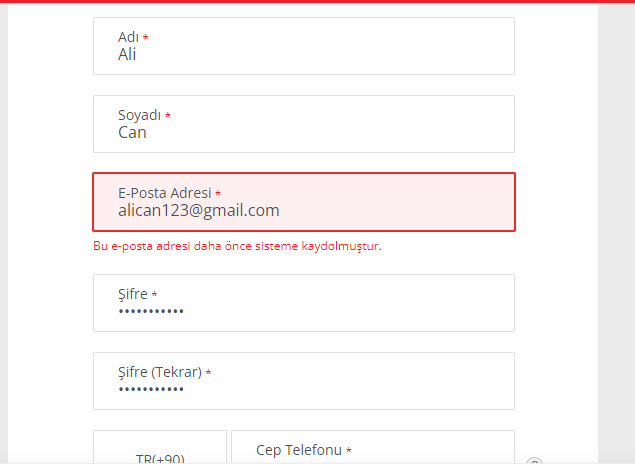 Adı *
Ali
Soyadı *
Can
E-Posta Adresi *
alican123@gmail.com
Bu e-posta adresi daha önce sisteme kaydolmuştur.
Şifre *
•••••••••••
Şifre (Tekrar) *
•••••••••••
TR(+90)
Cep Telefonu *